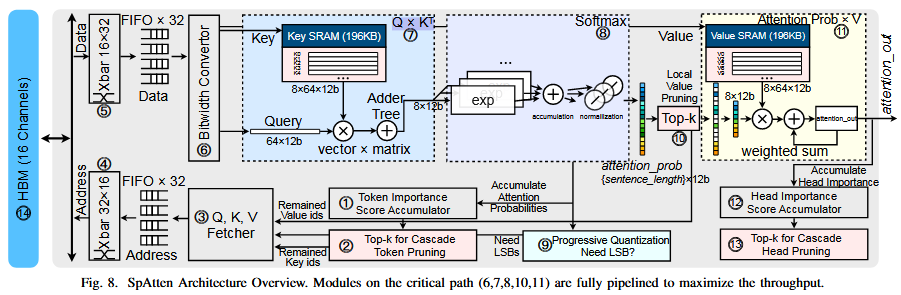 HBM (16 Channels)
⑭
Data
Xbar 16×32
⑤
FIFO × 32
Data
Bitwidth Convertor
⑥
Key
Key SRAM (196KB)
...
8×64×12b
Query
64×12b
vector × matrix
Adder
Tree
Q × Kᵀ
⑦
8×12b
...
exp
exp
...
accumulation
normalization
Softmax
⑧
attention_prob
{sentence_length}×12b
Local
Value
Pruning
Top-k
⑩
Value
Attention Prob × V
⑪
Value SRAM (196KB)
...
8×64×12b
8×12b
attention_out
weighted sum
attention_out
④
Address
Xbar 32×16
FIFO × 32
Address
③ Q, K, V
Fetcher
Remained
Value ids
Remained
Key ids
① Token Importance
Score Accumulator
② Top-k for Cascade
Token Pruning
Accumulate
Attention
Probabilities
Need
LSBs
⑨ Progressive Quantization
Need LSB?
Accumulate
Head Importance
⑫ Head Importance
Score Accumulator
⑬ Top-k for Cascade
Head Pruning
Fig. 8. SpAtten Architecture Overview. Modules on the critical path (6,7,8,10,11) are fully pipelined to maximize the throughput.